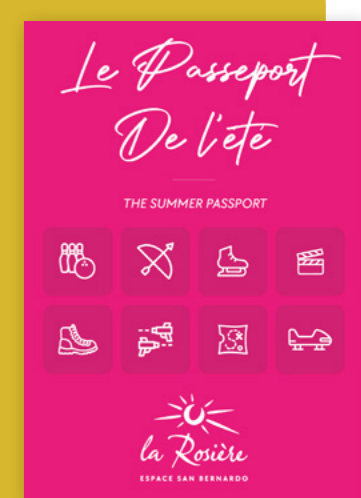 Le Passeport
De l'été
THE SUMMER PASSPORT
la Rosière
ESPACE SAN BERNARDO